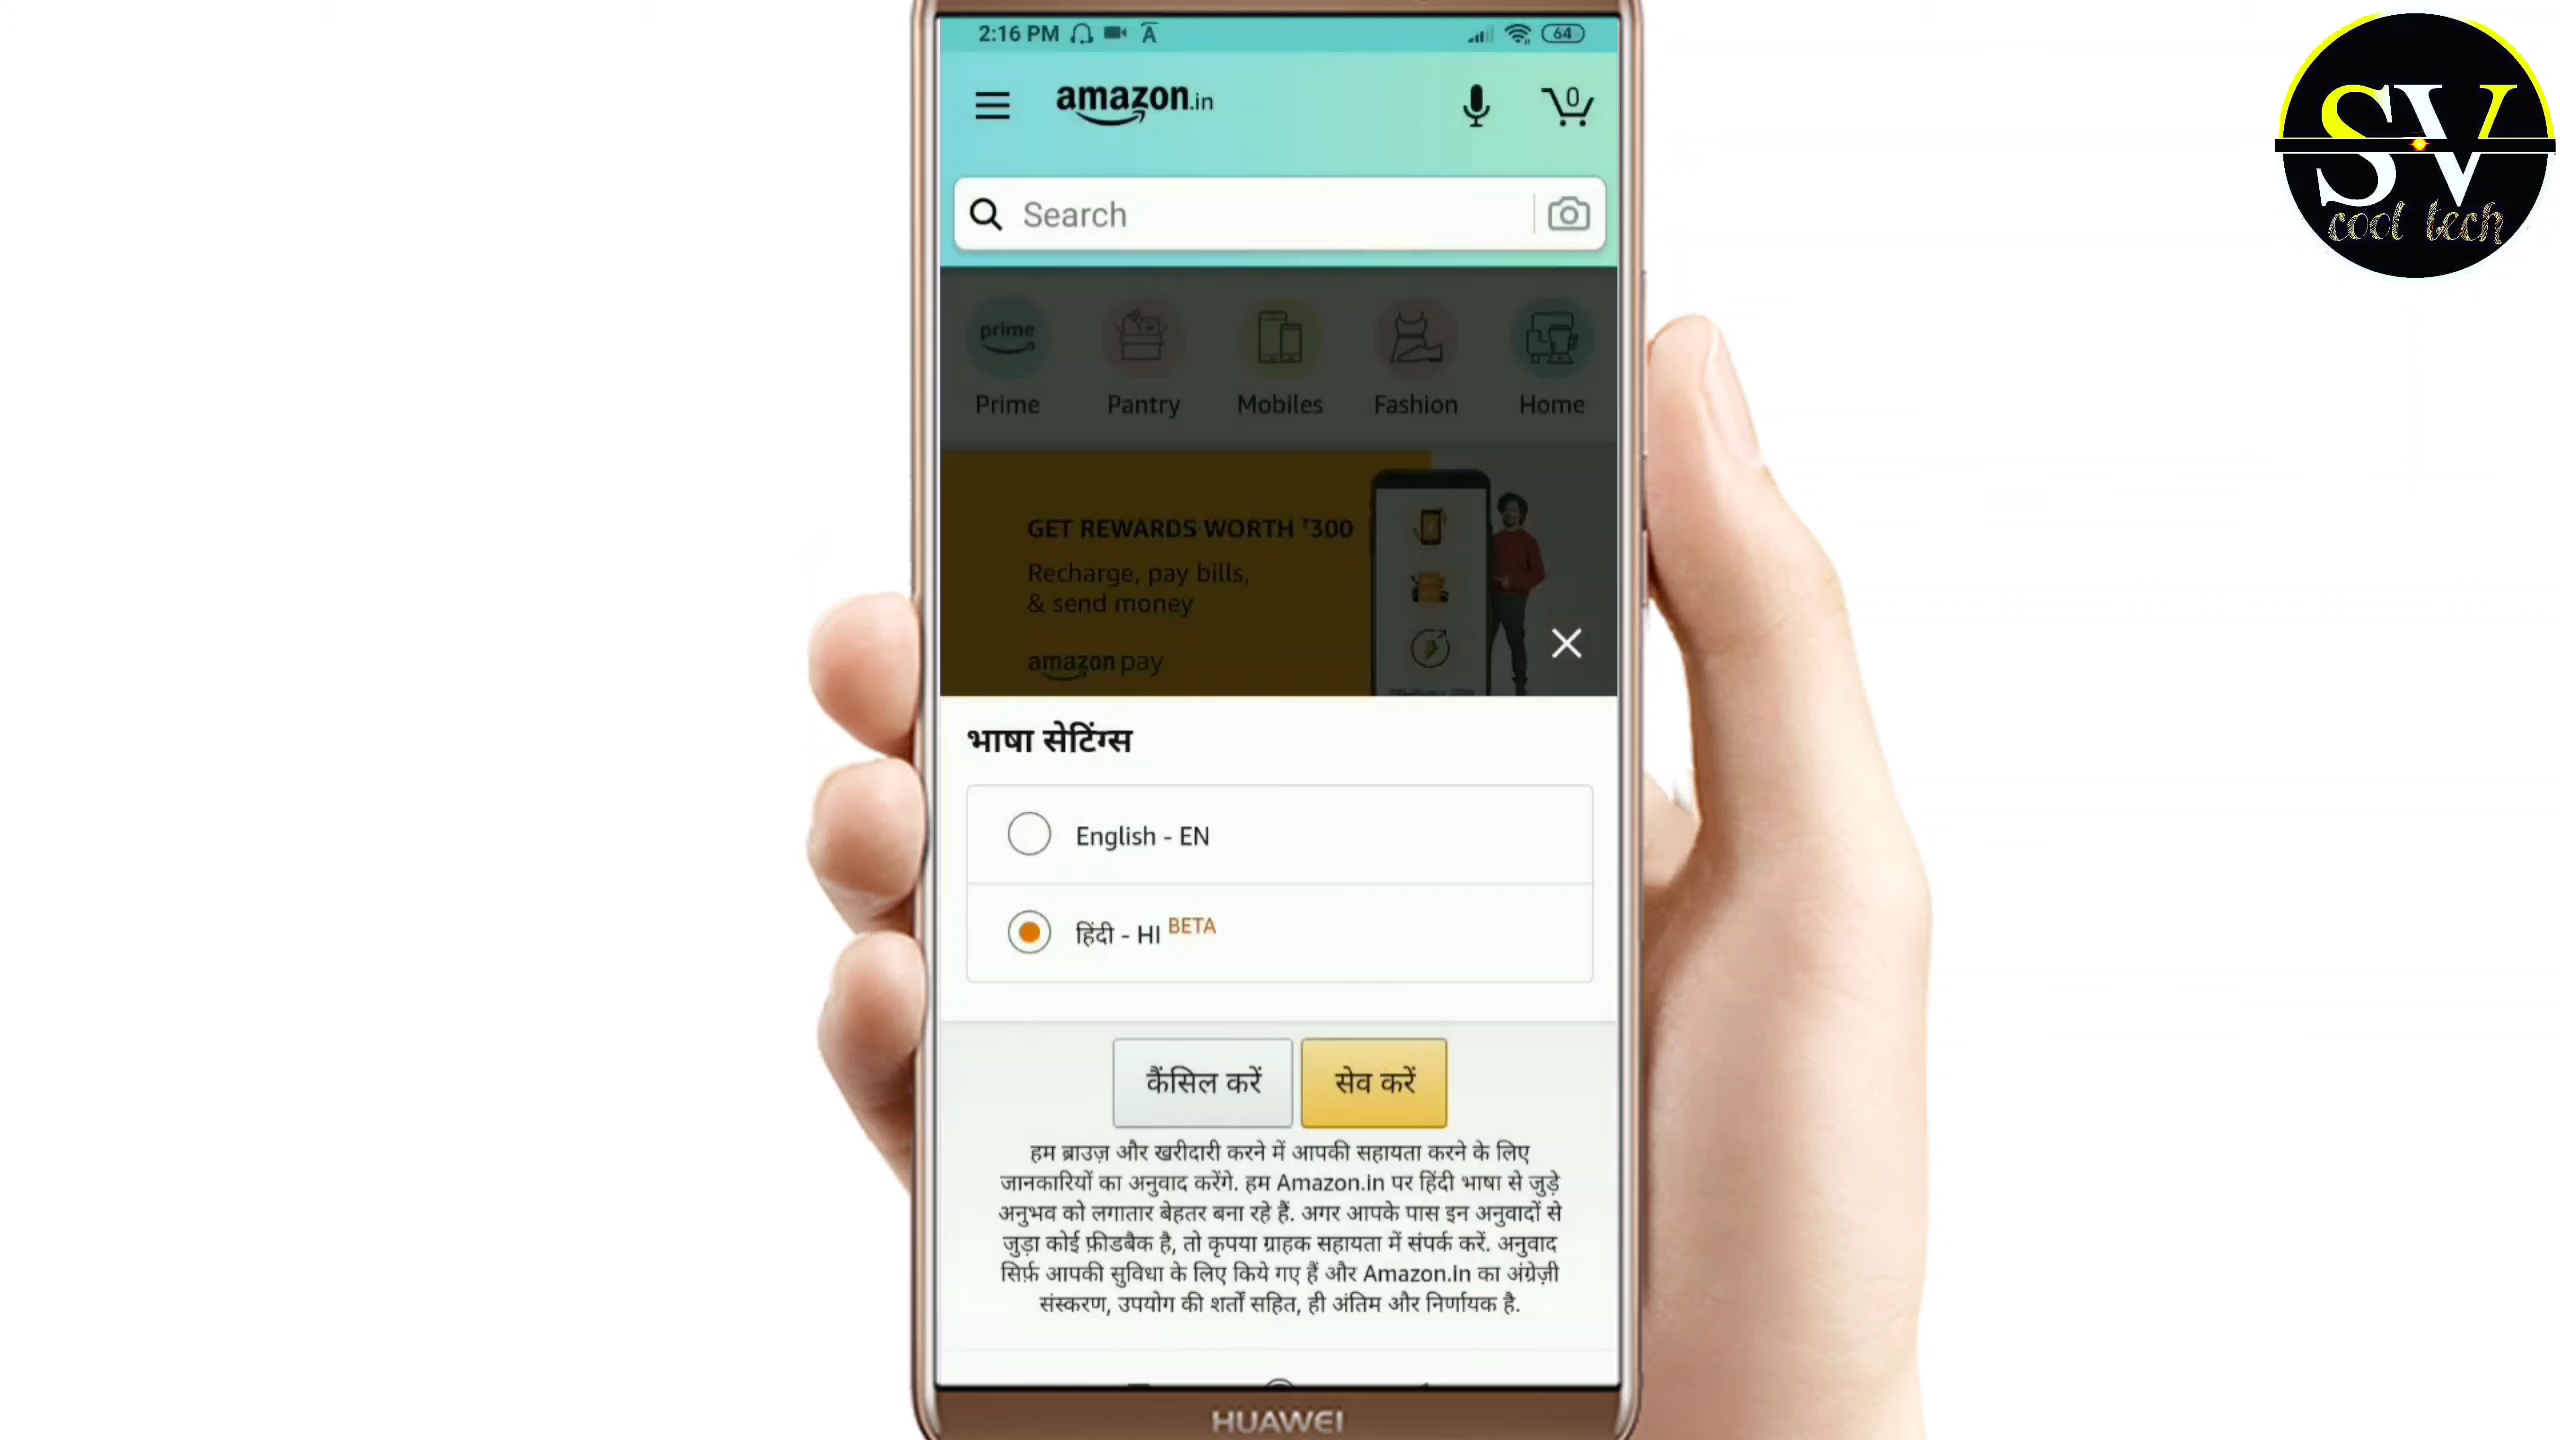 2:16 PM
64
amazon.in
0
Search
prime
Prime
Pantry
Mobiles
Fashion
Home
GET REWARDS WORTH ₹300
Recharge, pay bills,
& send money
amazon pay
भाषा सेटिंग्स
English - EN
हिंदी - HI BETA
कैंसिल करें
सेव करें
हम ब्राउज़ और खरीदारी करने में आपकी सहायता करने के लिए
जानकारियों का अनुवाद करेंगे. हम Amazon.in पर हिंदी भाषा से जुड़े
अनुभव को लगातार बेहतर बना रहे हैं. अगर आपके पास इन अनुवादों से
जुड़ा कोई फ़ीडबैक है, तो कृपया ग्राहक सहायता में संपर्क करें. अनुवाद
सिर्फ़ आपकी सुविधा के लिए किये गए हैं और Amazon.in का अंग्रेज़ी
संस्करण, उपयोग की शर्तों सहित, ही अंतिम और निर्णायक है.
HUAWEI
SV
cool tech